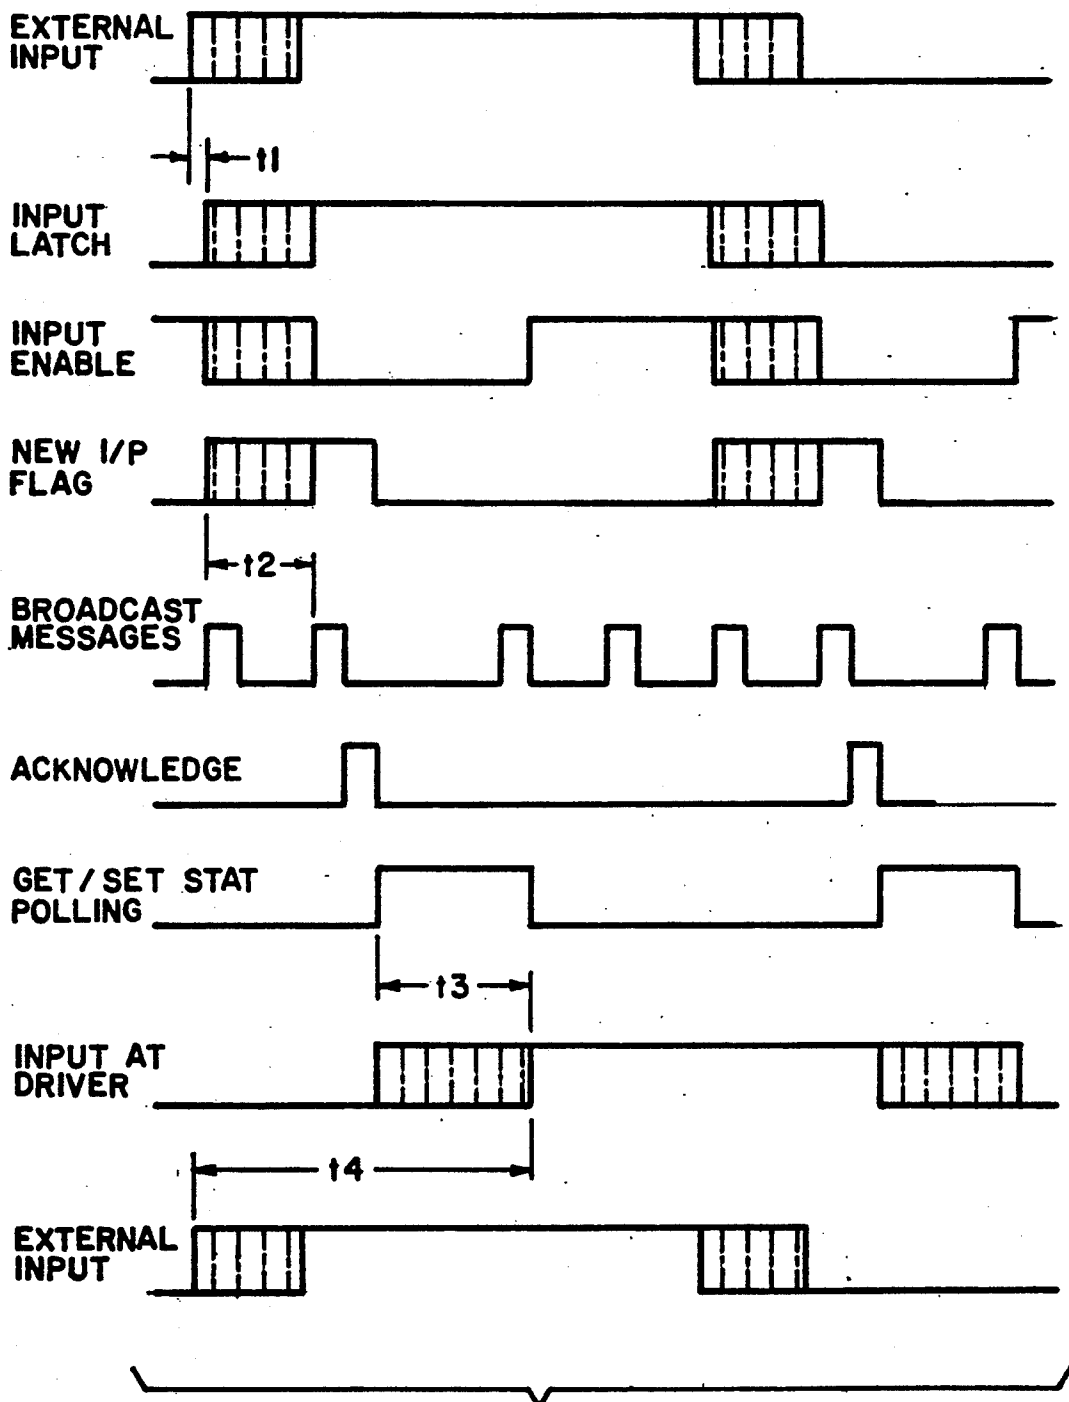 EXTERNAL
INPUT
t1
INPUT
LATCH
INPUT
ENABLE
NEW I/P
FLAG
t2
BROADCAST
MESSAGES
ACKNOWLEDGE
GET/SET STAT
POLLING
t3
INPUT AT
DRIVER
t4
EXTERNAL
INPUT